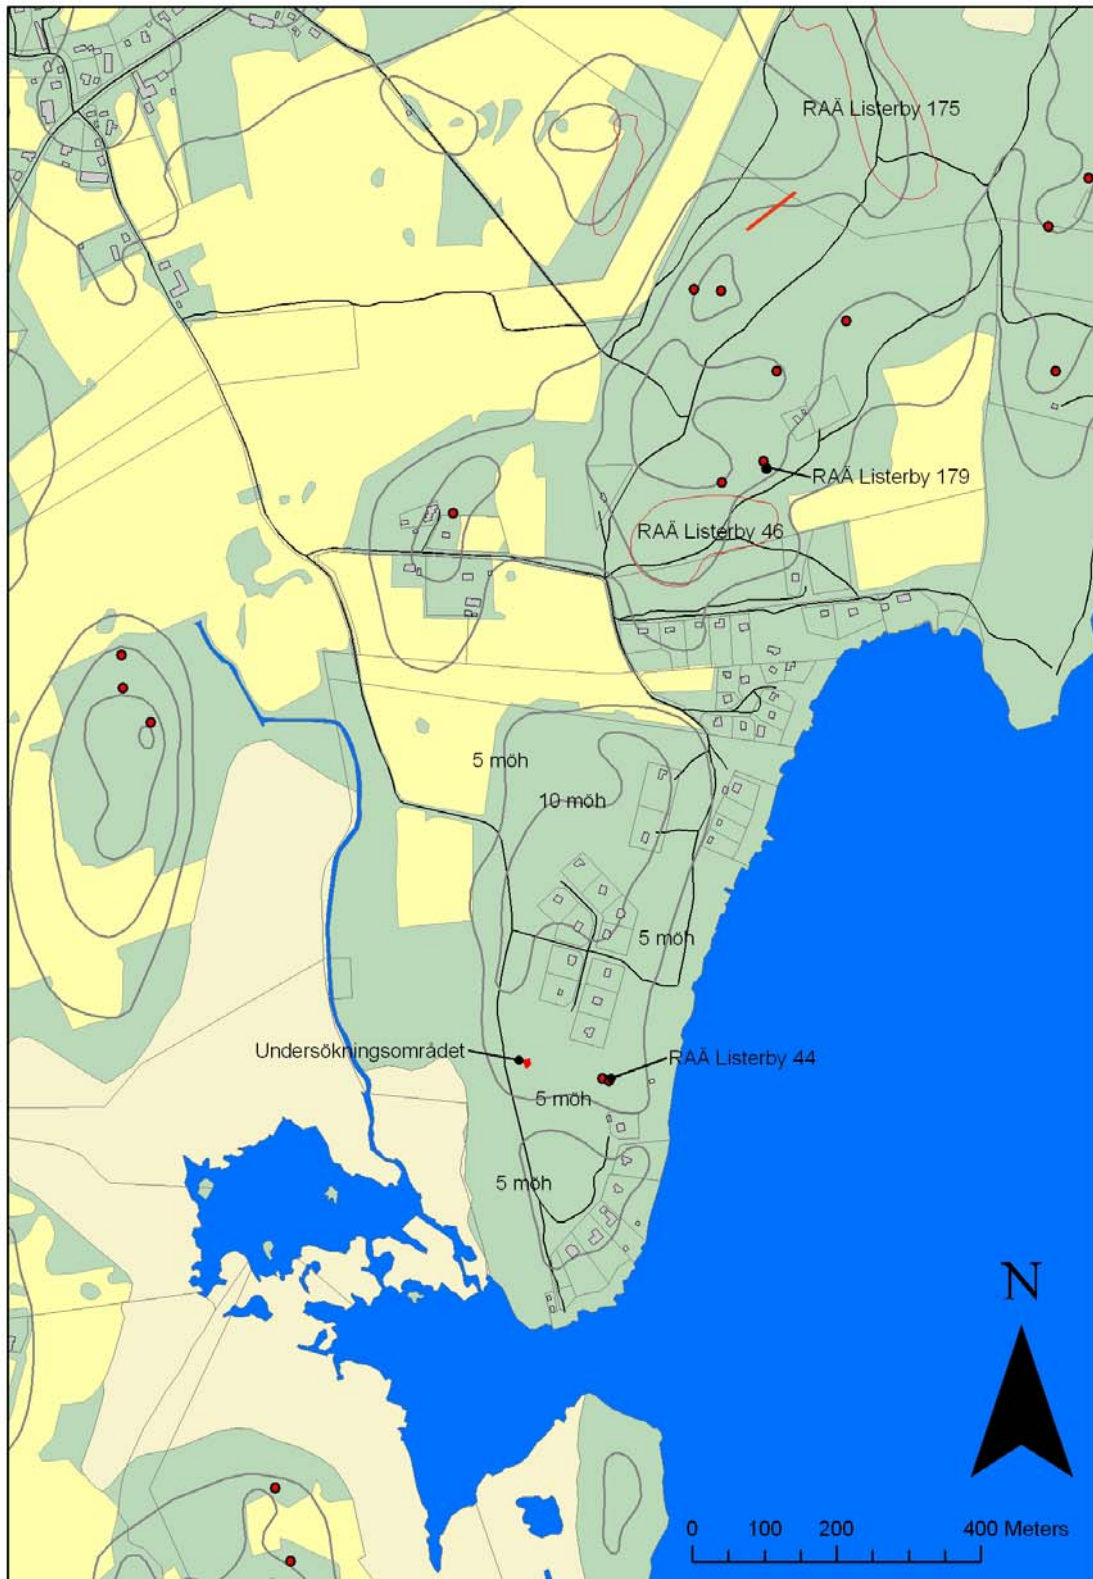 RAÄ Listerby 175
RAÄ Listerby 179
RAÄ Listerby 46
5 möh
10 möh
5 möh
Undersökningsområdet
RAÄ Listerby 44
5 möh
5 möh
N
0 100 200 400 Meters